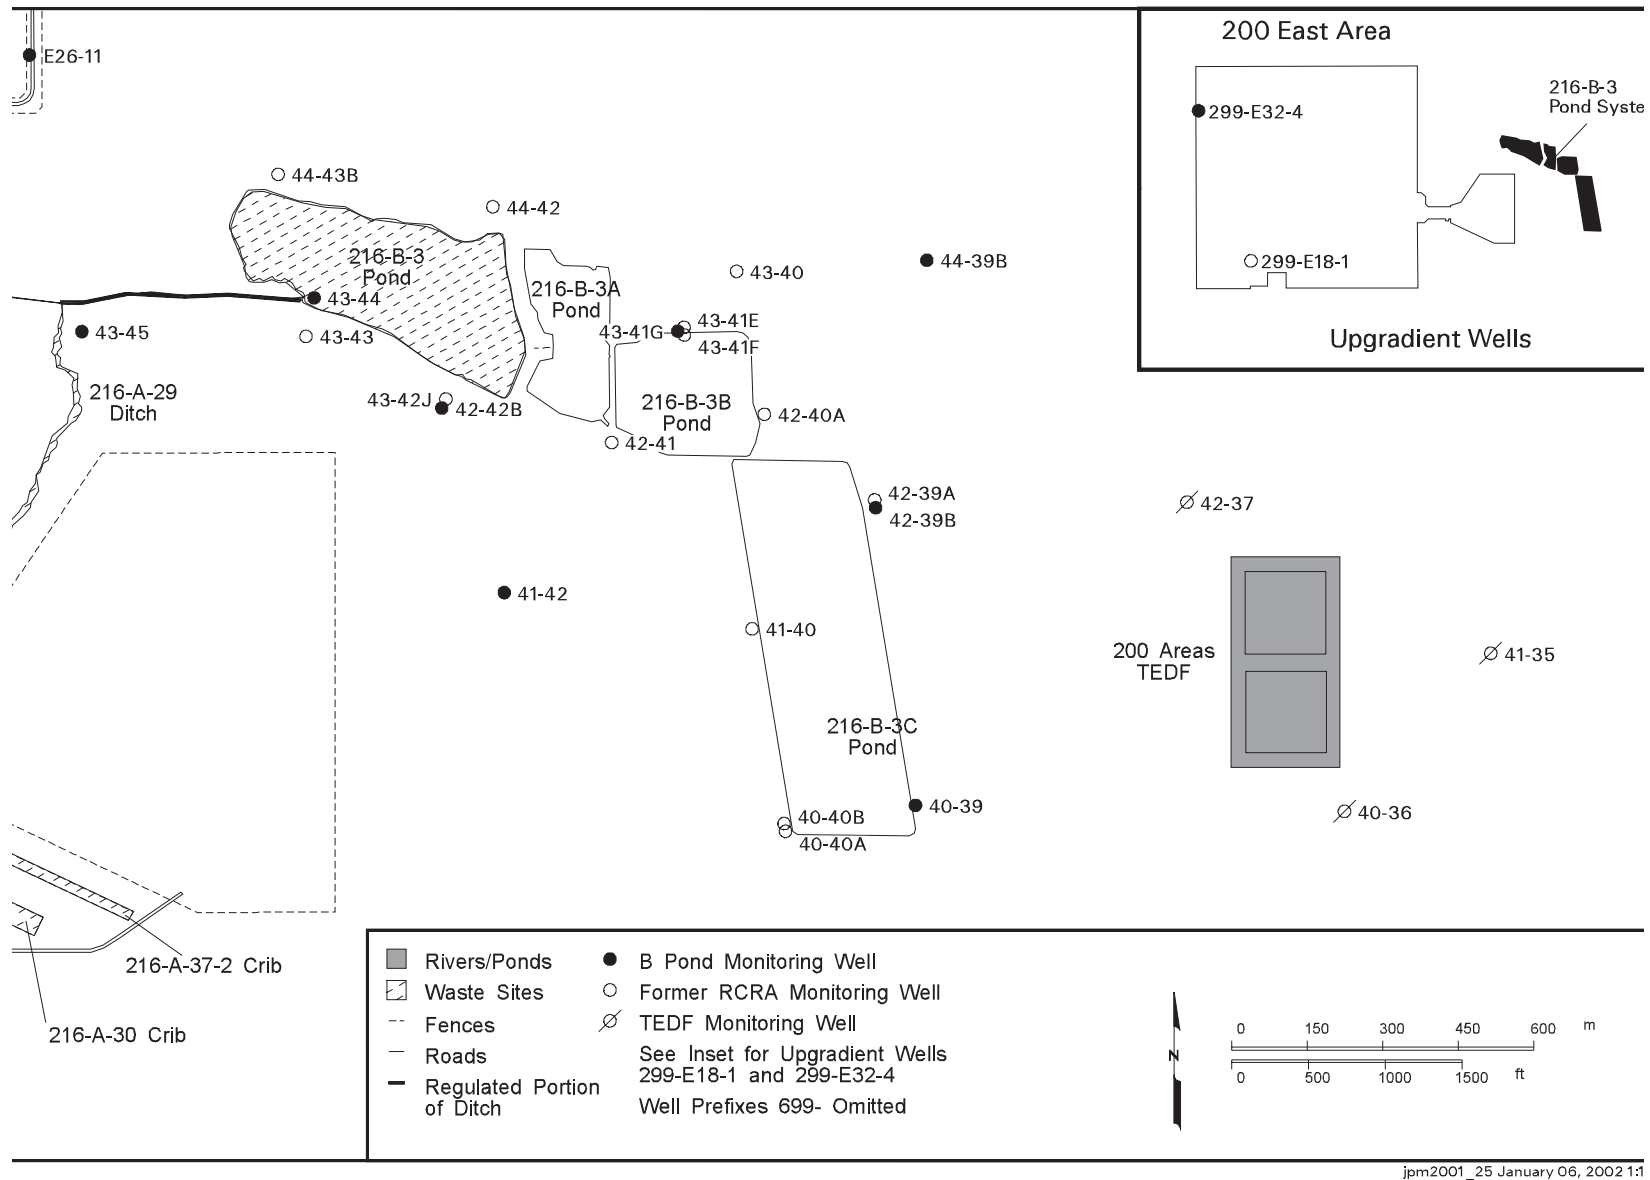 E26-11
200 East Area
299-E32-4
216-B-3
Pond Syste
299-E18-1
Upgradient Wells
44-43B
44-42
216-B-3
Pond
43-40
44-39B
216-B-3A
Pond
43-44
43-45
43-43
43-41G
43-41E
43-41F
216-A-29
Ditch
43-42J
42-42B
216-B-3B
Pond
42-40A
42-41
42-39A
42-39B
42-37
41-42
41-40
200 Areas
TEDF
41-35
216-B-3C
Pond
40-39
40-36
40-40B
40-40A
216-A-37-2 Crib
216-A-30 Crib
Rivers/Ponds
Waste Sites
Fences
Roads
Regulated Portion
of Ditch
B Pond Monitoring Well
Former RCRA Monitoring Well
TEDF Monitoring Well
See Inset for Upgradient Wells
299-E18-1 and 299-E32-4
Well Prefixes 699- Omitted
N
0 150 300 450 600 m
0 500 1000 1500 ft
jpm2001_25 January 06, 2002 1:1